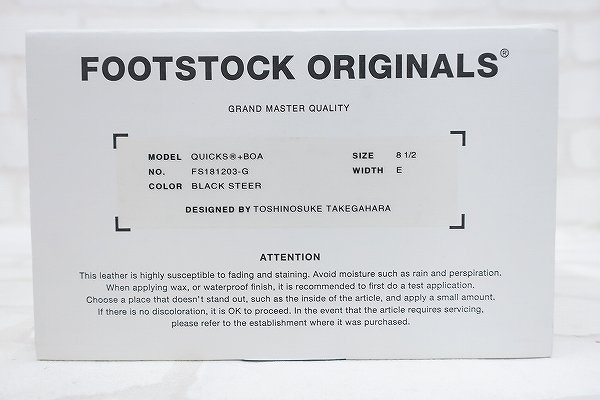 FOOTSTOCK ORIGINALS®
GRAND MASTER QUALITY
MODEL QUICKS®+BOA SIZE 8 1/2
NO. FS181203-G WIDTH E
COLOR BLACK STEER
DESIGNED BY TOSHINOSUKE TAKEGAHARA
ATTENTION
This leather is highly susceptible to fading and staining. Avoid moisture such as rain and perspiration.
When applying wax, or waterproof finish, it is recommended to first do a test application.
Choose a place that doesn't stand out, such as the inside of the article, and apply a small amount.
If there is no discoloration, it is OK to proceed. In the event that the article requires servicing,
please refer to the establishment where it was purchased.